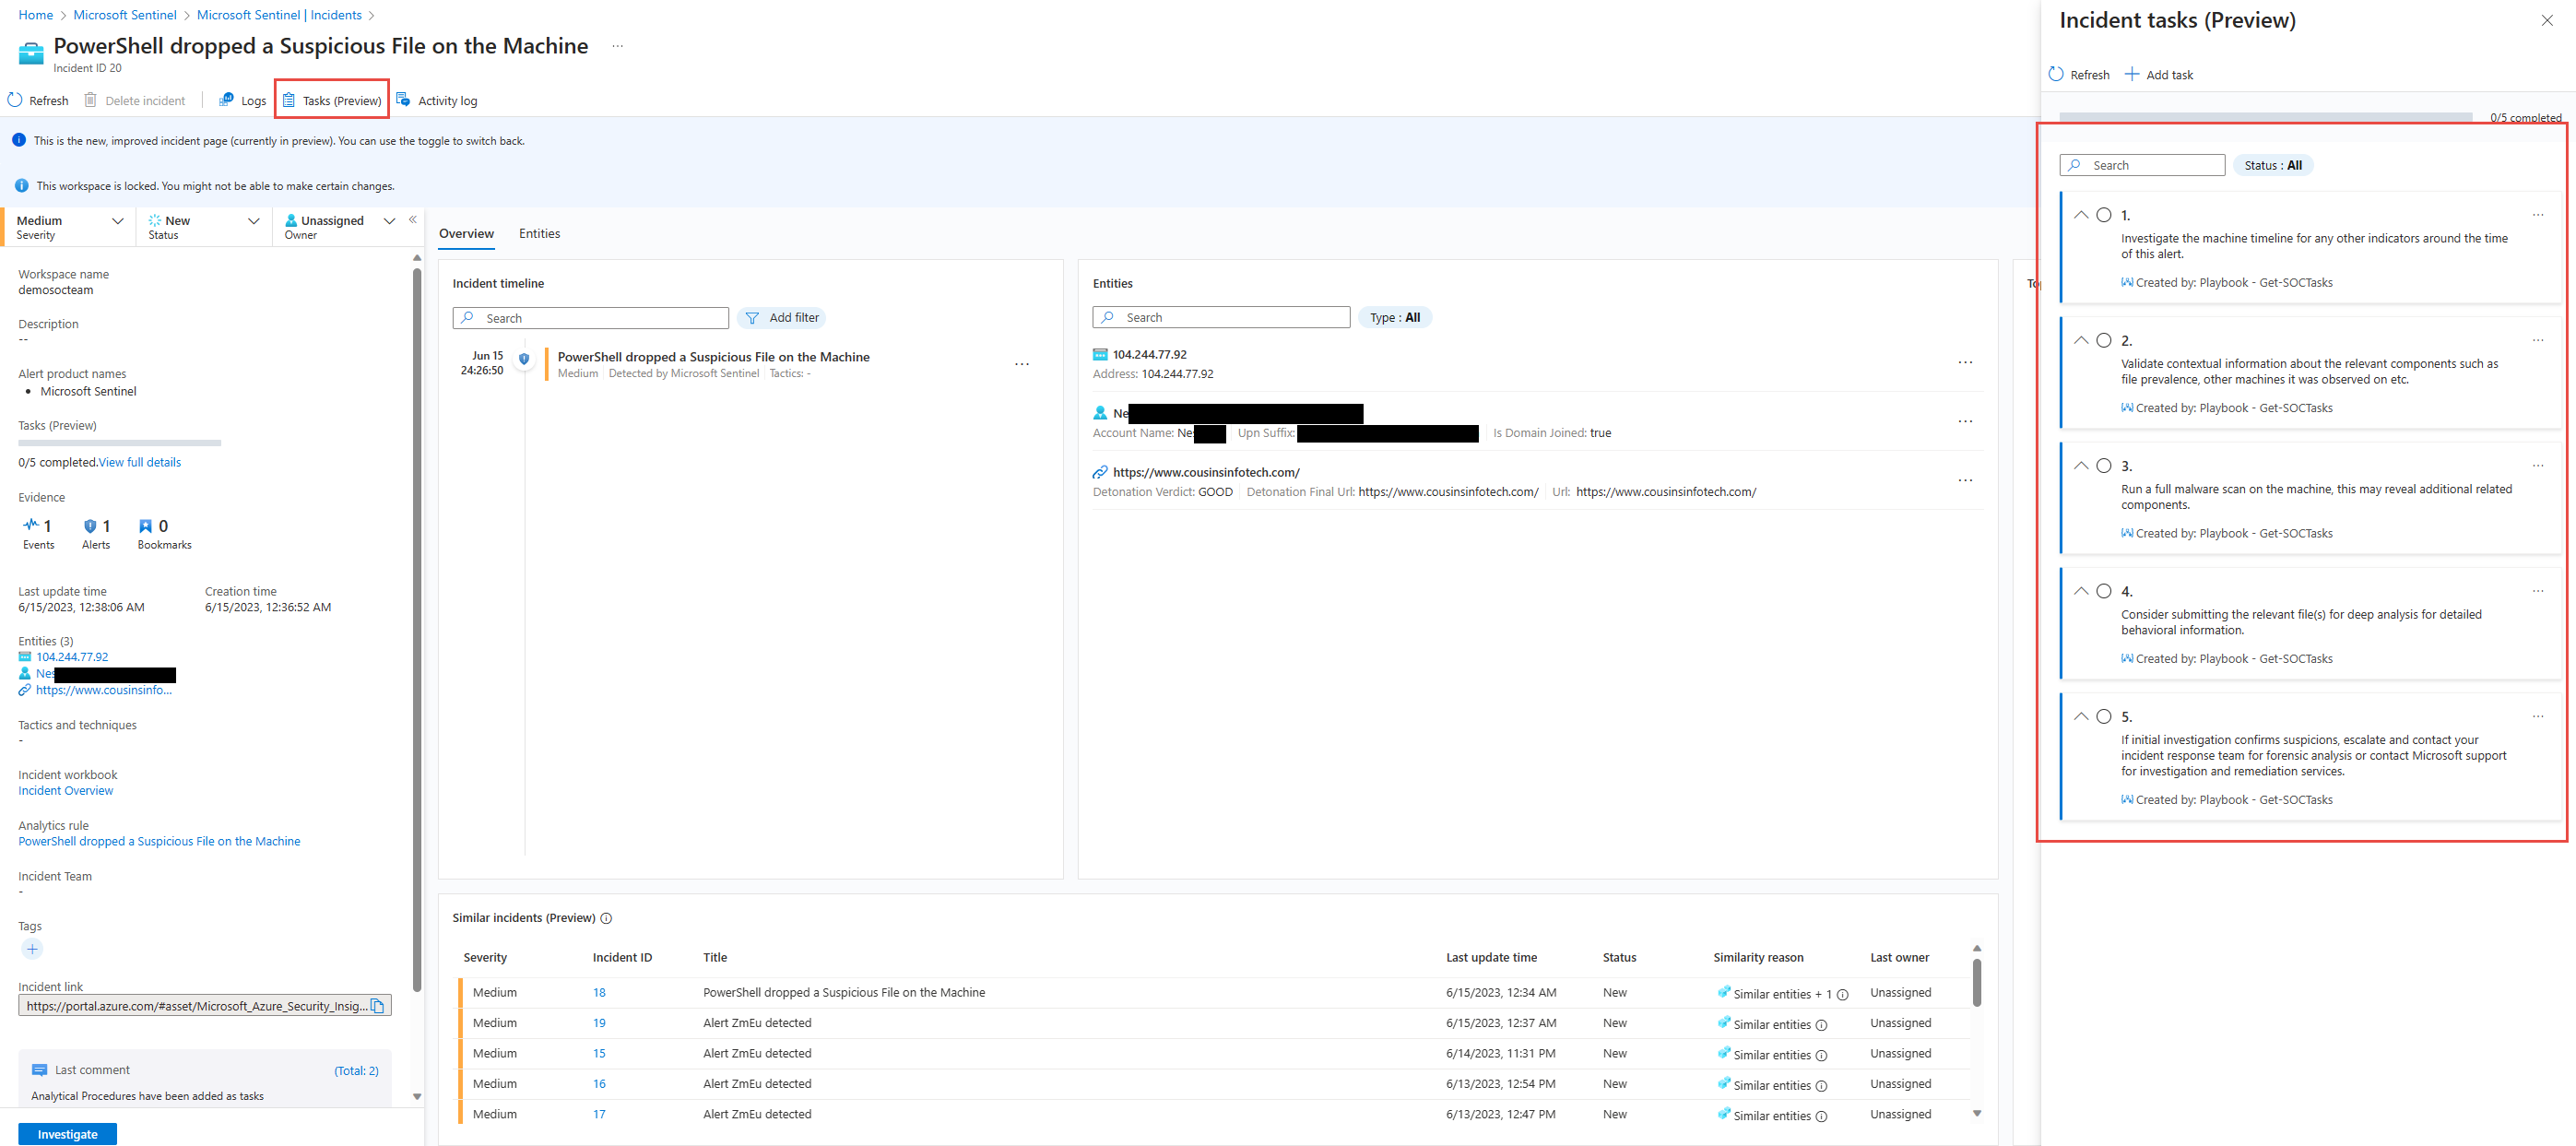 Home > Microsoft Sentinel > Microsoft Sentinel | Incidents >
PowerShell dropped a Suspicious File on the Machine ...
Incident ID 20
Refresh Delete incident Logs Tasks (Preview) Activity log
This is the new, improved incident page (currently in preview). You can use the toggle to switch back.
This workspace is locked. You might not be able to make certain changes.
Medium
Severity
New
Status
Unassigned
Owner
Workspace name
demosocteam
Description
--
Alert product names
• Microsoft Sentinel
Tasks (Preview)
0/5 completed.View full details
Evidence
1 1 0
Events Alerts Bookmarks
Last update time
6/15/2023, 12:38:06 AM
Creation time
6/15/2023, 12:36:52 AM
Entities (3)
104.244.77.92
Nes
https://www.cousinsinfo...
Tactics and techniques
-
Incident workbook
Incident Overview
Analytics rule
PowerShell dropped a Suspicious File on the Machine
Incident Team
-
Tags
Incident link
https://portal.azure.com/#asset/Microsoft_Azure_Security_Insig...
Last comment (Total: 2)
Analytical Procedures have been added as tasks
Investigate
Overview Entities
Incident timeline
Search Add filter
Jun 15
24:26:50
PowerShell dropped a Suspicious File on the Machine
Medium | Detected by Microsoft Sentinel | Tactics: -
Entities
Search Type : All
104.244.77.92
Address: 104.244.77.92
Ne
Account Name: Nes Upn Suffix: Is Domain Joined: true
https://www.cousinsinfotech.com/
Detonation Verdict: GOOD Detonation Final Url: https://www.cousinsinfotech.com/ Url: https://www.cousinsinfotech.com/
To
Similar incidents (Preview)
Severity Incident ID Title Last update time Status Similarity reason Last owner
Medium 18 PowerShell dropped a Suspicious File on the Machine 6/15/2023, 12:34 AM New Similar entities + 1 Unassigned
Medium 19 Alert ZmEu detected 6/15/2023, 12:37 AM New Similar entities Unassigned
Medium 15 Alert ZmEu detected 6/14/2023, 11:31 PM New Similar entities Unassigned
Medium 16 Alert ZmEu detected 6/13/2023, 12:54 PM New Similar entities Unassigned
Medium 17 Alert ZmEu detected 6/13/2023, 12:47 PM New Similar entities Unassigned
Incident tasks (Preview)
Refresh Add task
0/5 completed
Search Status : All
1.
Investigate the machine timeline for any other indicators around the time
of this alert.
Created by: Playbook - Get-SOCTasks
2.
Validate contextual information about the relevant components such as
file prevalence, other machines it was observed on etc.
Created by: Playbook - Get-SOCTasks
3.
Run a full malware scan on the machine, this may reveal additional related
components.
Created by: Playbook - Get-SOCTasks
4.
Consider submitting the relevant file(s) for deep analysis for detailed
behavioral information.
Created by: Playbook - Get-SOCTasks
5.
If initial investigation confirms suspicions, escalate and contact your
incident response team for forensic analysis or contact Microsoft support
for investigation and remediation services.
Created by: Playbook - Get-SOCTasks